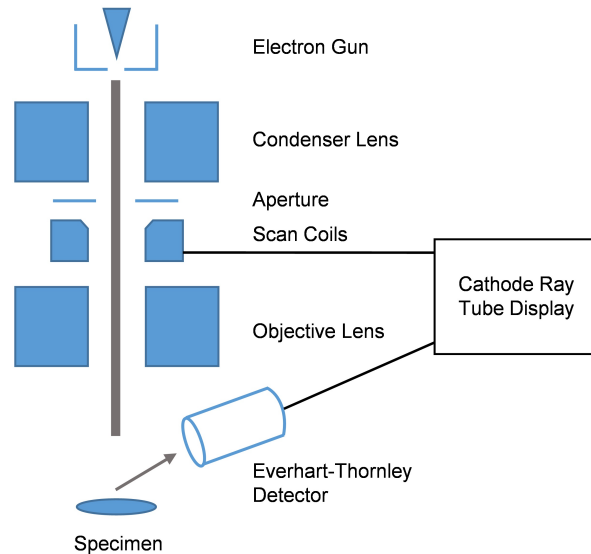 Electron Gun
Condenser Lens
Aperture
Scan Coils
Cathode Ray
Tube Display
Objective Lens
Everhart-Thornley
Detector
Specimen